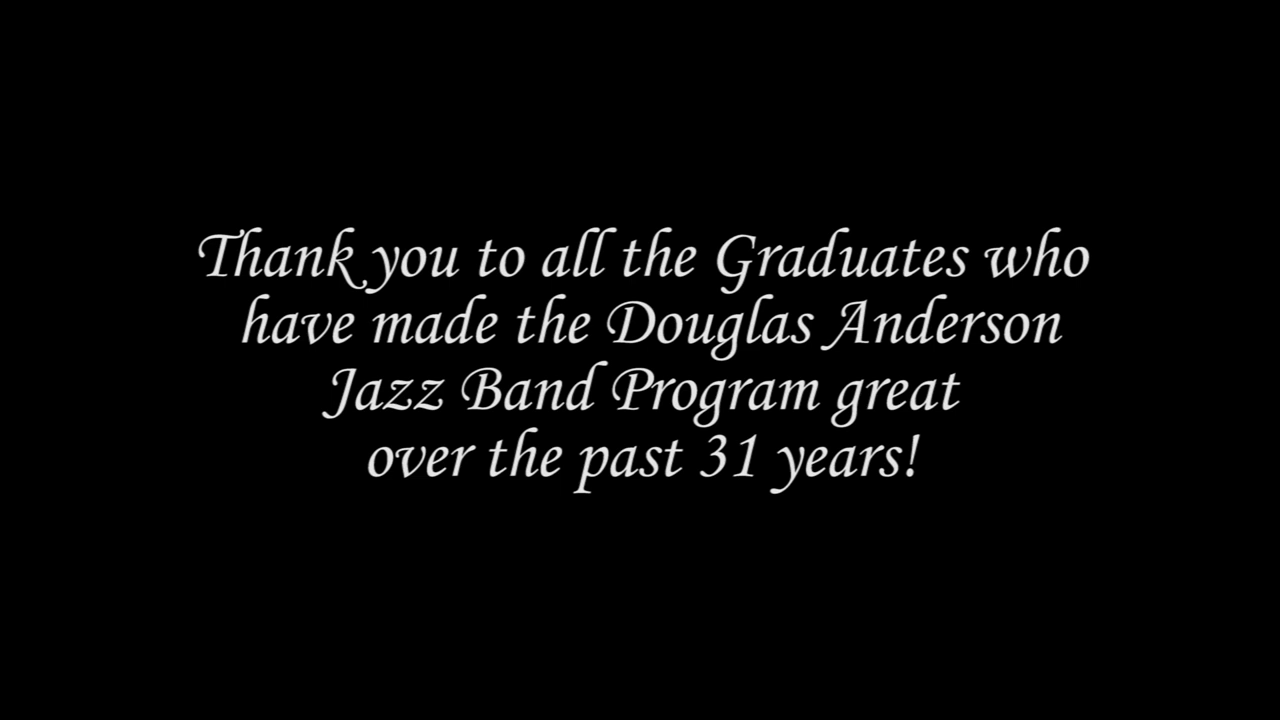 Thank you to all the Graduates who
have made the Douglas Anderson
Jazz Band Program great
over the past 31 years!